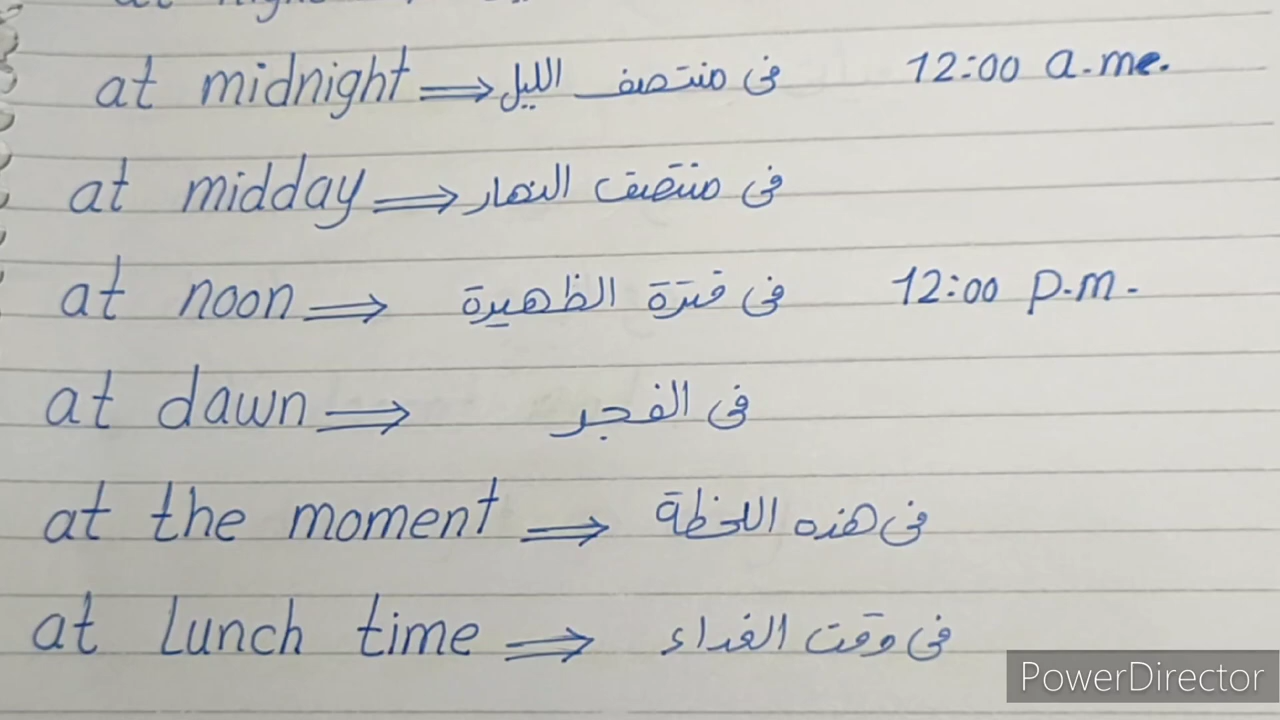 at midnight ⟹ فى منتصف الليل 12:00 a.me.
at midday ⟹ فى منتصف النهار
at noon ⟹ فى فترة الظهيرة 12:00 p.m.
at dawn ⟹ فى الفجر
at the moment ⟹ فى هذه اللحظة
at lunch time ⟹ فى وقت الغداء
PowerDirector